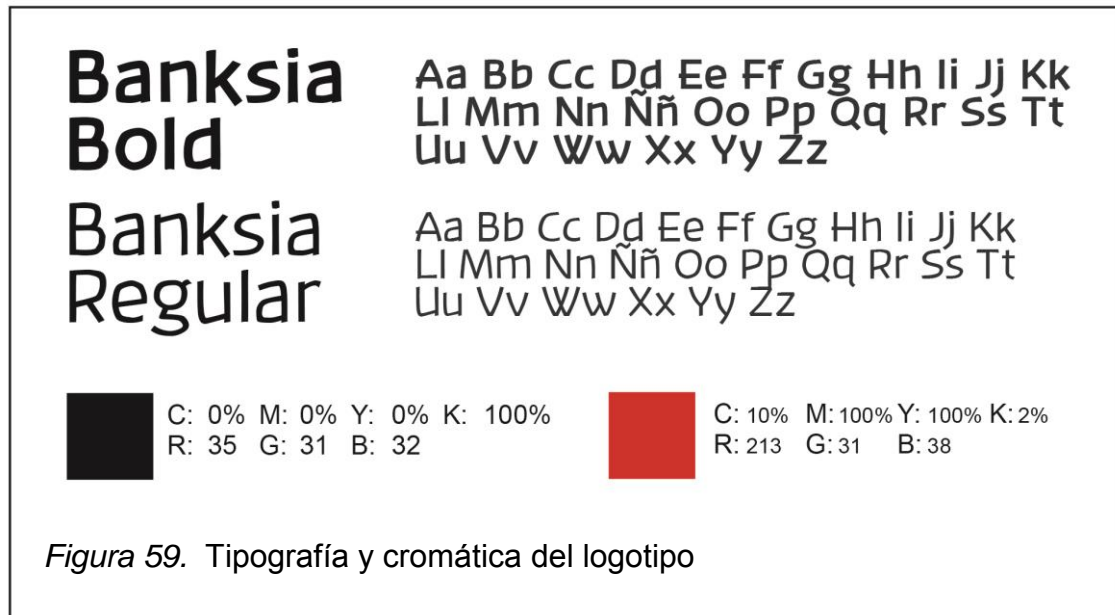 Banksia
Bold
Aa Bb Cc Dd Ee Ff Gg Hh Ii Jj Kk
Ll Mm Nn Ññ Oo Pp Qq Rr Ss Tt
Uu Vv Ww Xx Yy Zz
Banksia
Regular
Aa Bb Cc Dd Ee Ff Gg Hh Ii Jj Kk
Ll Mm Nn Ññ Oo Pp Qq Rr Ss Tt
Uu Vv Ww Xx Yy Zz
C: 0% M: 0% Y: 0% K: 100%
R: 35 G: 31 B: 32
C: 10% M: 100% Y: 100% K: 2%
R: 213 G: 31 B: 38
Figura 59. Tipografía y cromática del logotipo